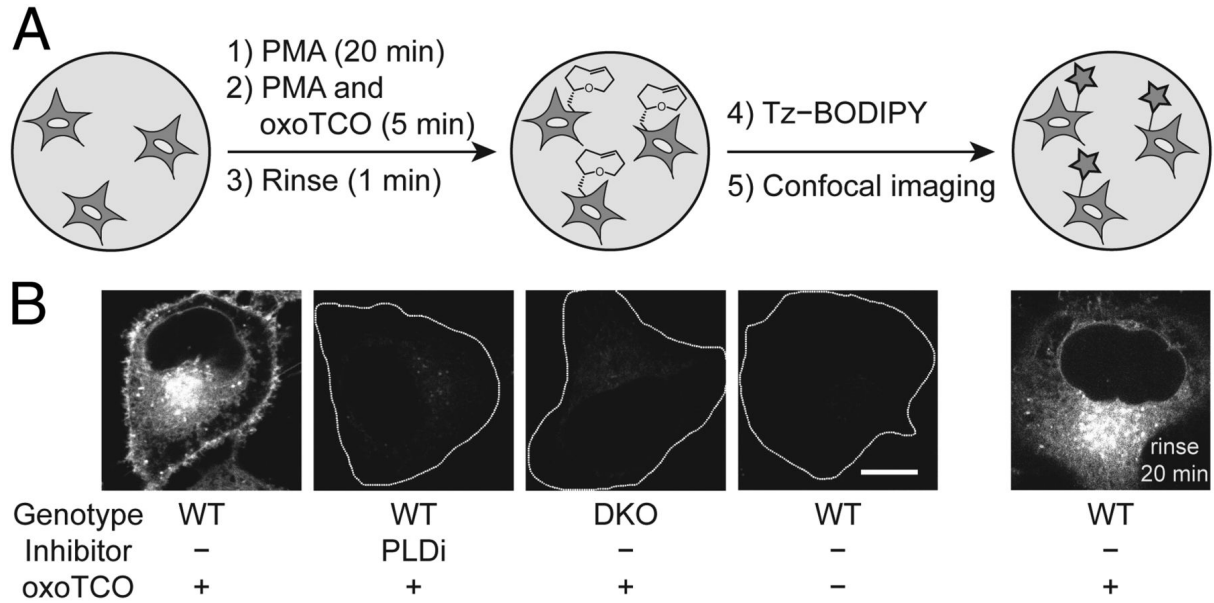 A
1) PMA (20 min)
2) PMA and
oxoTCO (5 min)
3) Rinse (1 min)
4) Tz−BODIPY
5) Confocal imaging
B
rinse
20 min
Genotype WT WT DKO WT WT
Inhibitor − PLDi − − −
oxoTCO + + + − +